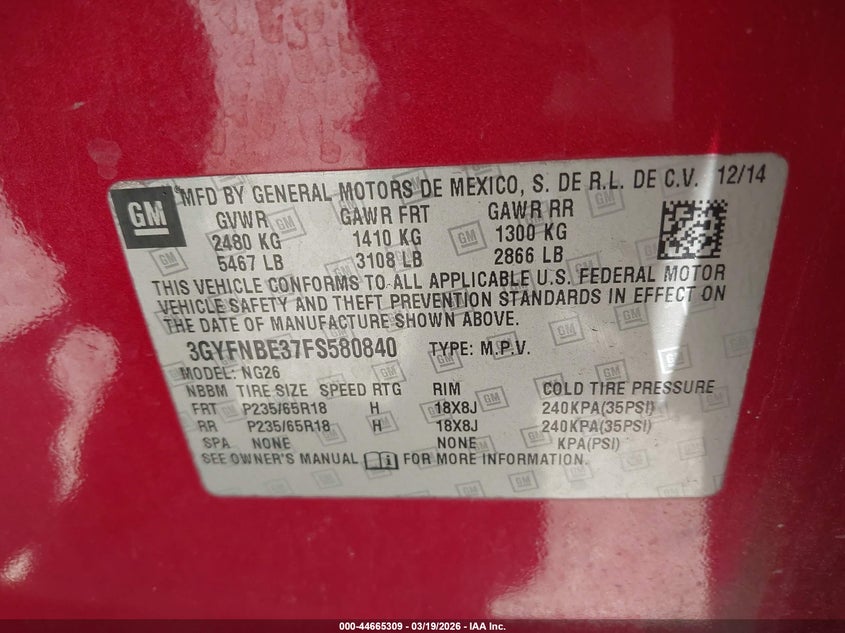 GM
MFD BY GENERAL MOTORS DE MEXICO, S. DE R.L. DE C.V. 12/14
GVWR GAWR FRT GAWR RR
2480 KG 1410 KG 1300 KG
5467 LB 3108 LB 2866 LB
THIS VEHICLE CONFORMS TO ALL APPLICABLE U.S. FEDERAL MOTOR
VEHICLE SAFETY AND THEFT PREVENTION STANDARDS IN EFFECT ON
THE DATE OF MANUFACTURE SHOWN ABOVE.
3GYFNBE37FS580840 TYPE: M.P.V.
MODEL: NG26
NBBM TIRE SIZE SPEED RTG RIM COLD TIRE PRESSURE
FRT P235/65R18 H 18X8J 240KPA(35PSI)
RR P235/65R18 H 18X8J 240KPA(35PSI)
SPA NONE NONE KPA(PSI)
SEE OWNER'S MANUAL FOR MORE INFORMATION.
000-44665309 - 03/19/2026 - IAA Inc.